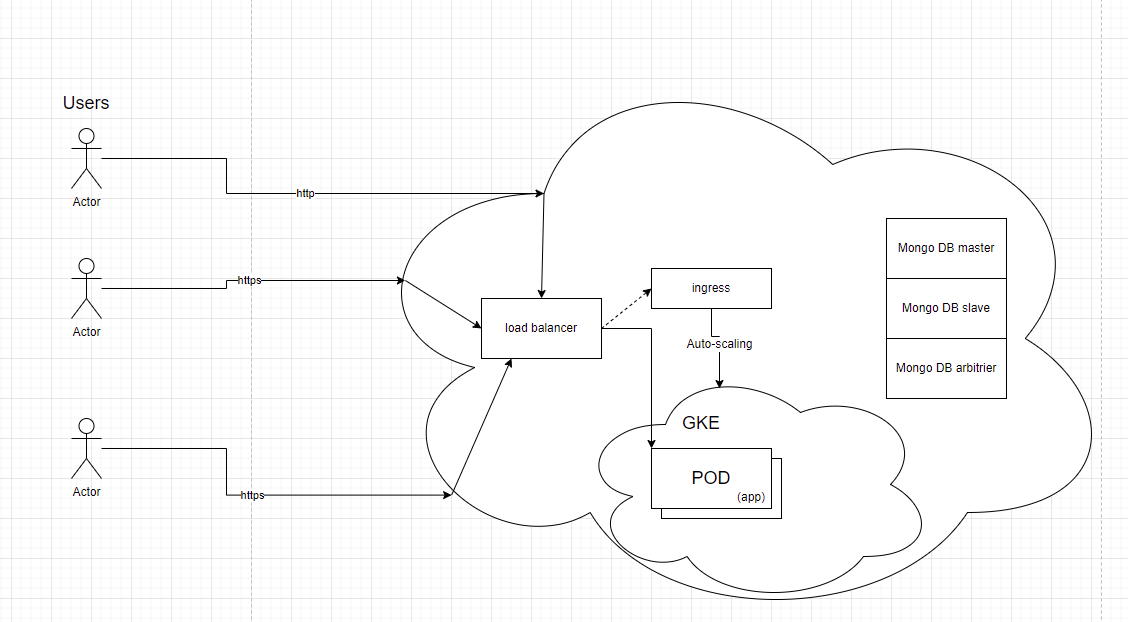 Users
Actor
http
Actor
https
Actor
https
load balancer
ingress
Auto-scaling
GKE
POD
(app)
Mongo DB master
Mongo DB slave
Mongo DB arbitrier